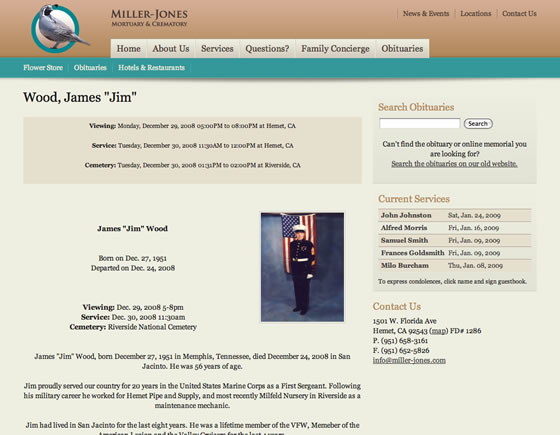 MILLER-JONES
MORTUARY & CREMATORY
News & Events
Locations
Contact Us
Home
About Us
Services
Questions?
Family Concierge
Obituaries
Flower Store
Obituaries
Hotels & Restaurants
Wood, James "Jim"
Viewing: Monday, December 29, 2008 05:00PM to 08:00PM at Hemet, CA
Service: Tuesday, December 30, 2008 11:30AM to 12:00PM at Hemet, CA
Cemetery: Tuesday, December 30, 2008 01:31PM to 02:00PM at Riverside, CA
James "Jim" Wood
Born on Dec. 27, 1951
Departed on Dec. 24, 2008
Viewing: Dec. 29, 2008 5-8pm
Service: Dec. 30, 2008 11:30am
Cemetery: Riverside National Cemetery
James "Jim" Wood, born December 27, 1951 in Memphis, Tennessee, died December 24, 2008 in San
Jacinto. He was 56 years of age.
Jim proudly served our country for 20 years in the United States Marine Corps as a First Sergeant. Following
his military career he worked for Hemet Pipe and Supply, and most recently Milfeld Nursery in Riverside as a
maintenance mechanic.
Jim had lived in San Jacinto for the last eight years. He was a lifetime member of the VFW, Memeber of the
American Legion and the Valley Cruisers for the last 4 years.
Search Obituaries
Search
Can't find the obituary or online memorial you
are looking for?
Search the obituaries on our old website.
Current Services
John Johnston Sat, Jan. 24, 2009
Alfred Morris Fri, Jan. 16, 2009
Samuel Smith Fri, Jan. 09, 2009
Frances Goldsmith Fri, Jan. 09, 2009
Milo Burcham Thu, Jan. 08, 2009
To express condolences, click name and sign guestbook.
Contact Us
1501 W. Florida Ave
Hemet, CA 92543 (map) FD# 1286
P. (951) 658-3161
F. (951) 652-5826
info@miller-jones.com